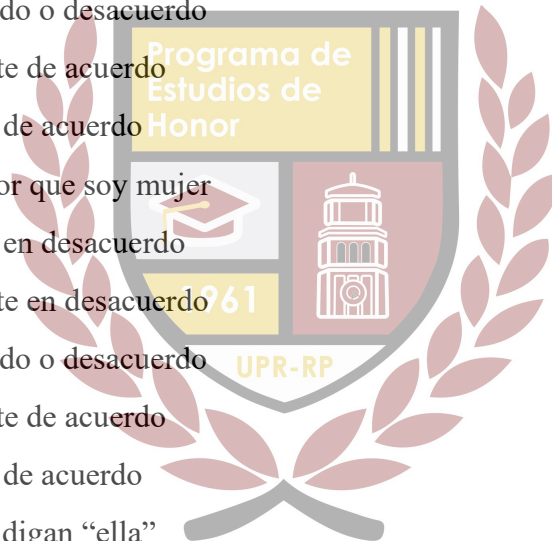 do o desacuerdo
te de acuerdo
de acuerdo
or que soy mujer
en desacuerdo
te en desacuerdo
do o desacuerdo
te de acuerdo
de acuerdo
digan “ella”
Programa de
Estudios de
Honor
1961
UPR-RP